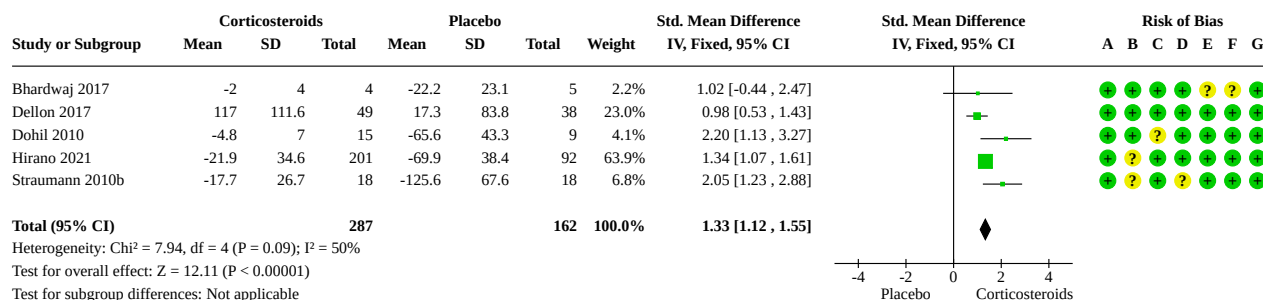 Corticosteroids Placebo Std. Mean Difference Std. Mean Difference Risk of Bias
Study or Subgroup Mean SD Total Mean SD Total Weight IV, Fixed, 95% CI IV, Fixed, 95% CI A B C D E F G
Bhardwaj 2017 -2 4 4 -22.2 23.1 5 2.2% 1.02 [-0.44 , 2.47] + + + + ? ? +
Dellon 2017 117 111.6 49 17.3 83.8 38 23.0% 0.98 [0.53 , 1.43] + + + + + + +
Dohil 2010 -4.8 7 15 -65.6 43.3 9 4.1% 2.20 [1.13 , 3.27] + + ? + + + +
Hirano 2021 -21.9 34.6 201 -69.9 38.4 92 63.9% 1.34 [1.07 , 1.61] + ? + + + + +
Straumann 2010b -17.7 26.7 18 -125.6 67.6 18 6.8% 2.05 [1.23 , 2.88] + ? + ? + + +
Total (95% CI) 287 162 100.0% 1.33 [1.12 , 1.55]
Heterogeneity: Chi² = 7.94, df = 4 (P = 0.09); I² = 50%
Test for overall effect: Z = 12.11 (P < 0.00001)
-4 -2 0 2 4
Test for subgroup differences: Not applicable
Placebo Corticosteroids